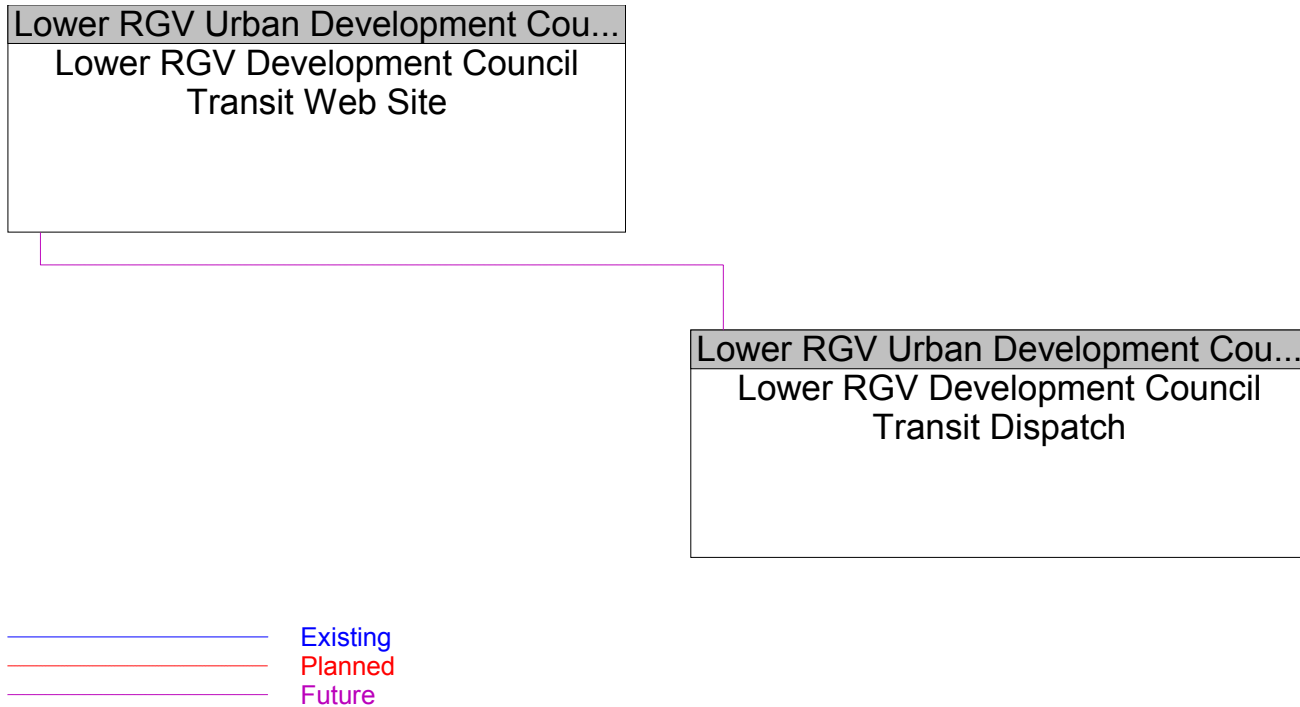 Lower RGV Urban Development Cou...
Lower RGV Development Council
Transit Web Site
Lower RGV Urban Development Cou...
Lower RGV Development Council
Transit Dispatch
Existing
Planned
Future